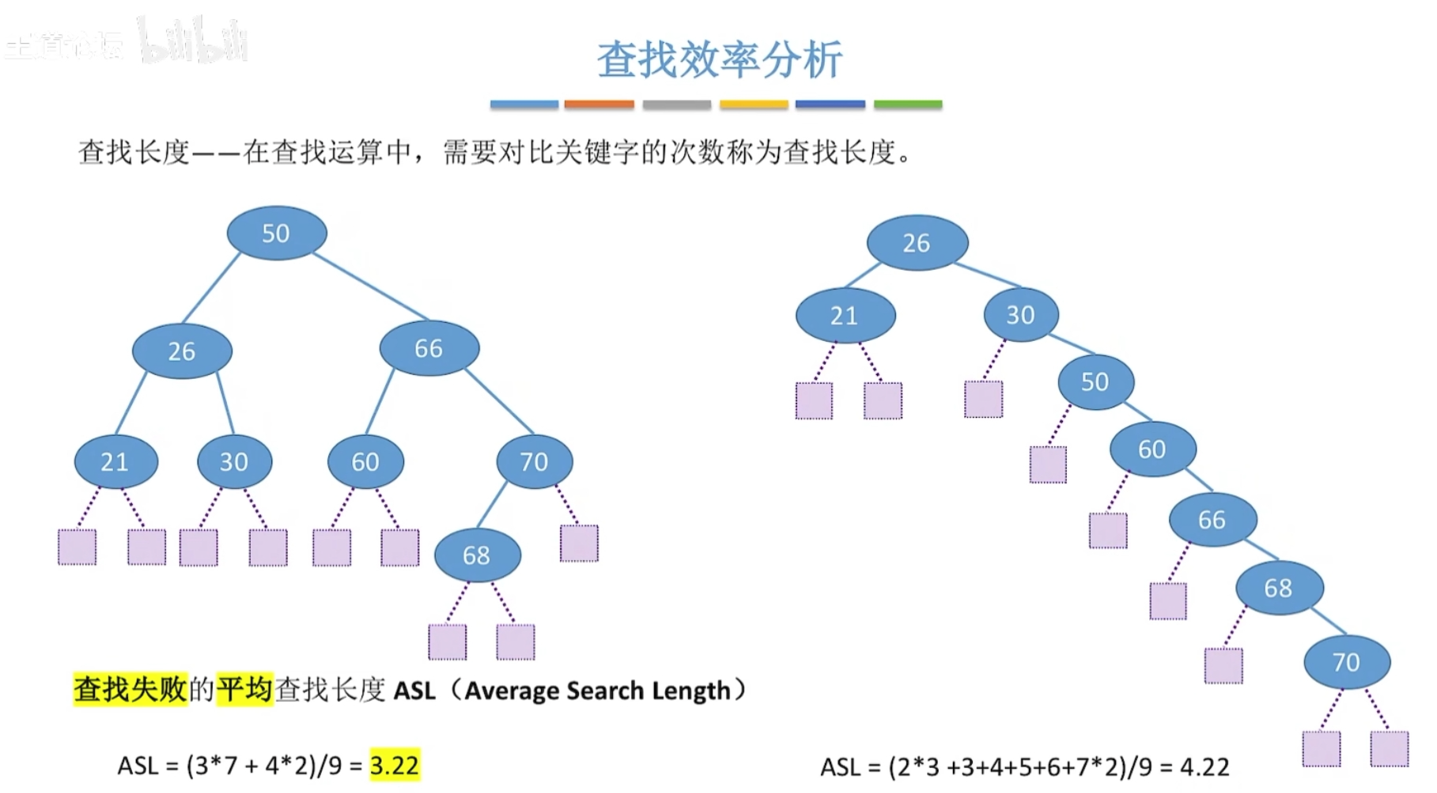 王道论坛 bilibili
查找效率分析
查找长度——在查找运算中，需要对比关键字的次数称为查找长度。
50
26 66
21 30 60 70
68
26
21 30
50
60
66
68
70
查找失败的平均查找长度 ASL（Average Search Length）
ASL = (3*7 + 4*2)/9 = 3.22
ASL = (2*3 +3+4+5+6+7*2)/9 = 4.22